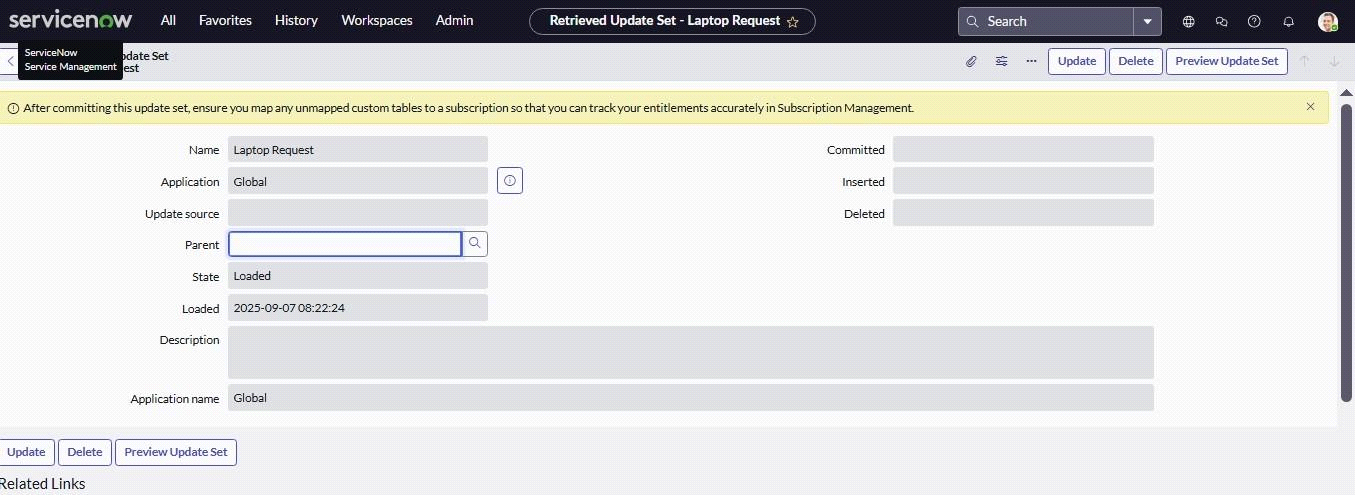 servicenow All Favorites History Workspaces Admin Retrieved Update Set - Laptop Request Search
ServiceNow
Service Management
pdate Set
est
Update Delete Preview Update Set
After committing this update set, ensure you map any unmapped custom tables to a subscription so that you can track your entitlements accurately in Subscription Management.
Name Laptop Request Committed
Application Global Inserted
Update source Deleted
Parent
State Loaded
Loaded 2025-09-07 08:22:24
Description
Application name Global
Update Delete Preview Update Set
Related Links